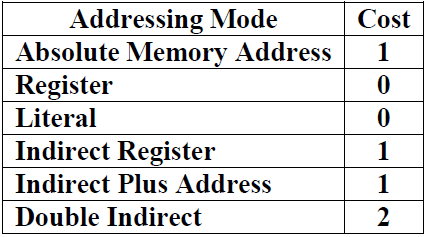 Addressing Mode Cost
Absolute Memory Address 1
Register 0
Literal 0
Indirect Register 1
Indirect Plus Address 1
Double Indirect 2